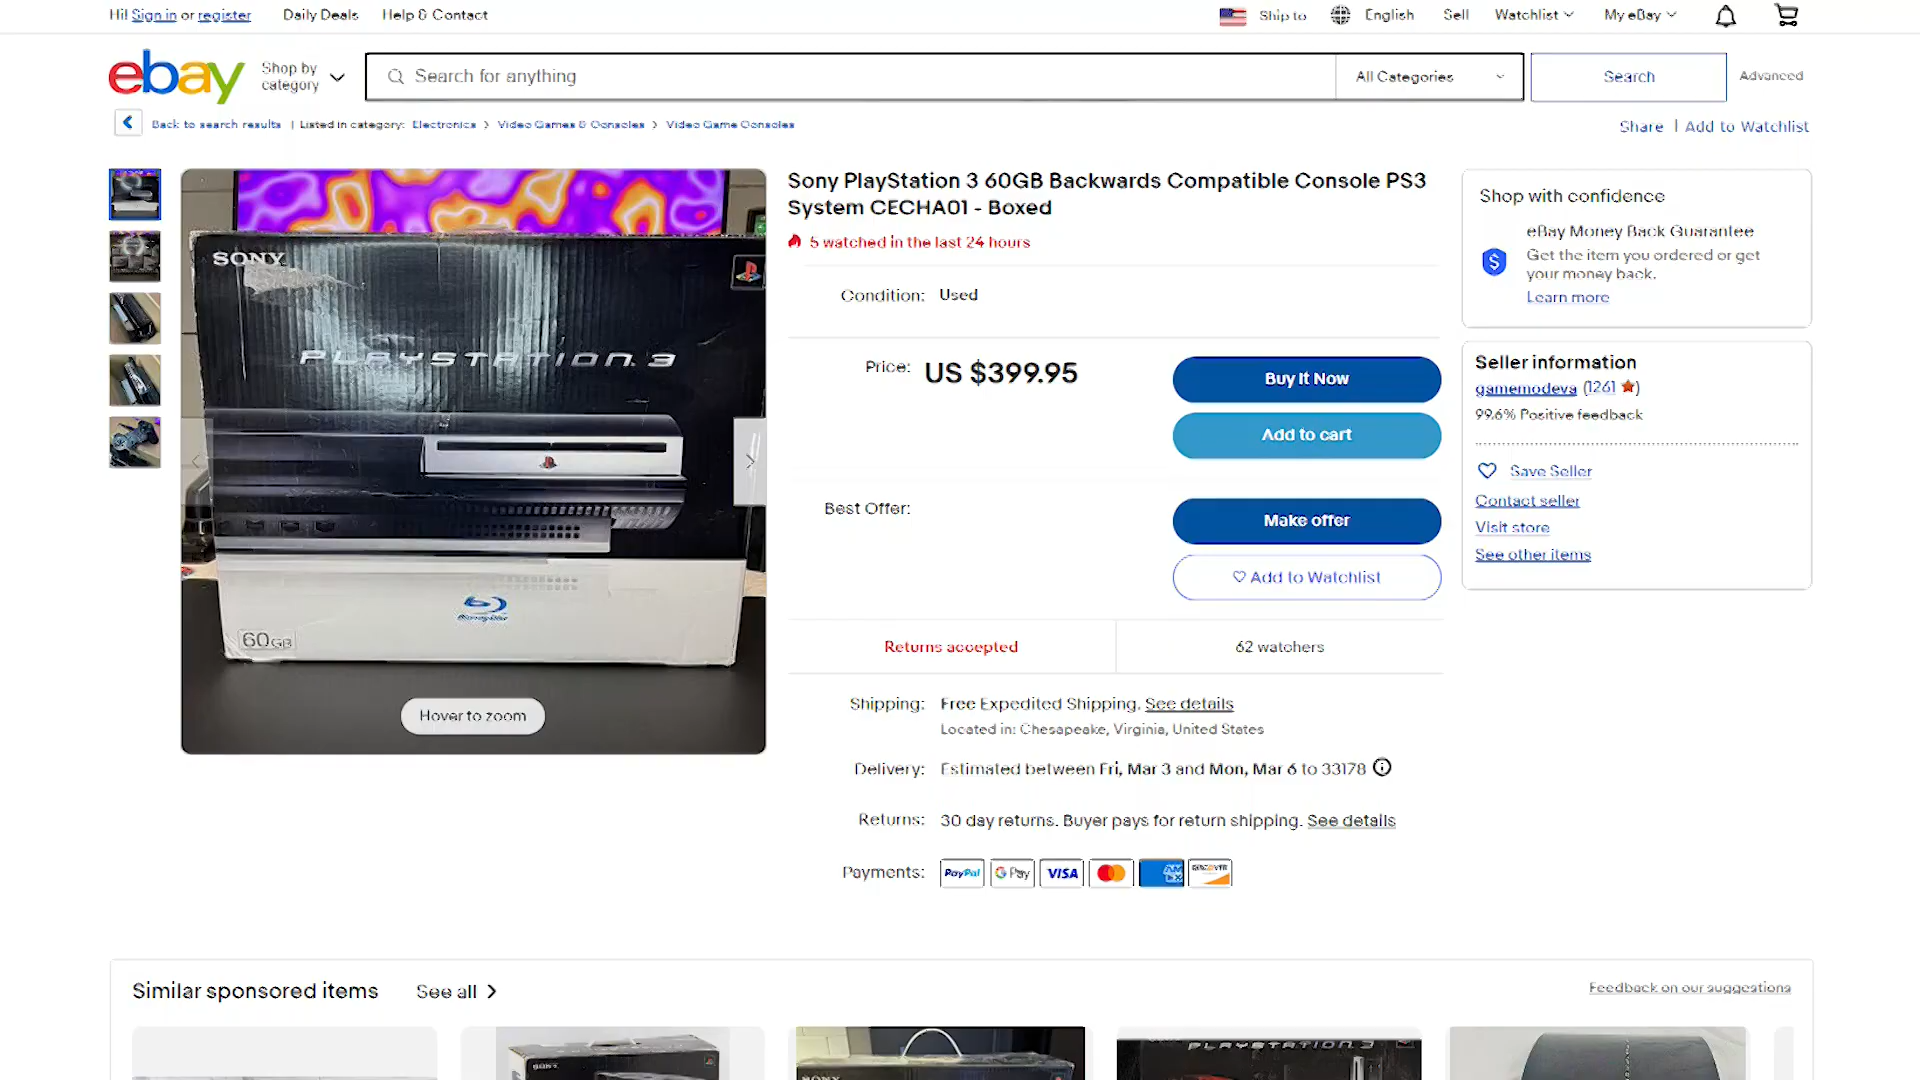 Hi! Sign in or register
Daily Deals
Help & Contact
Ship to
English
Sell
Watchlist
My eBay
ebay
Shop by
category
Search for anything
All Categories
Search
Advanced
Back to search results | Listed in category: Electronics > Video Games & Consoles > Video Game Consoles
Share | Add to Watchlist
SONY
PLAYSTATION 3
60GB
Hover to zoom
Sony PlayStation 3 60GB Backwards Compatible Console PS3
System CECHA01 - Boxed
5 watched in the last 24 hours
Condition: Used
Price: US $399.95
Buy It Now
Add to cart
Best Offer:
Make offer
Add to Watchlist
Returns accepted
62 watchers
Shipping: Free Expedited Shipping. See details
Located in: Chesapeake, Virginia, United States
Delivery: Estimated between Fri, Mar 3 and Mon, Mar 6 to 33178
Returns: 30 day returns. Buyer pays for return shipping. See details
Payments: PayPal G Pay VISA DISCOVER
Shop with confidence
eBay Money Back Guarantee
Get the item you ordered or get
your money back.
Learn more
Seller information
gamemodeva (1261)
99.6% Positive feedback
Save Seller
Contact seller
Visit store
See other items
Similar sponsored items
See all >
Feedback on our suggestions
SONY
SONY
PLAYSTATION 3